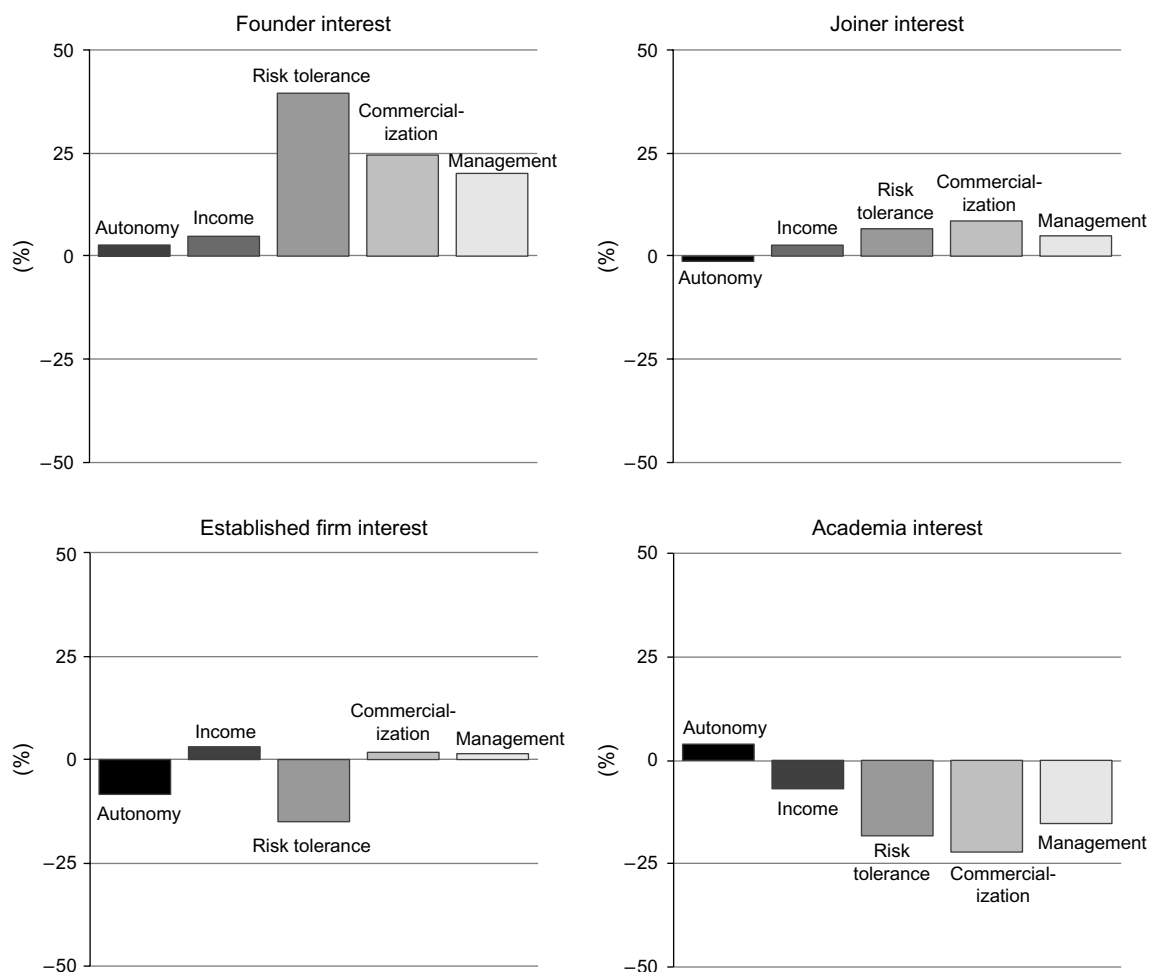 Founder interest
50
25
0
–25
–50
(%)
Autonomy
Income
Risk tolerance
Commercial-
ization
Management
Joiner interest
50
25
0
–25
–50
(%)
Autonomy
Income
Risk
tolerance
Commercial-
ization
Management
Established firm interest
50
25
0
–25
–50
(%)
Autonomy
Income
Risk tolerance
Commercial-
ization
Management
Academia interest
50
25
0
–25
–50
(%)
Autonomy
Income
Risk
tolerance
Commercial-
ization
Management